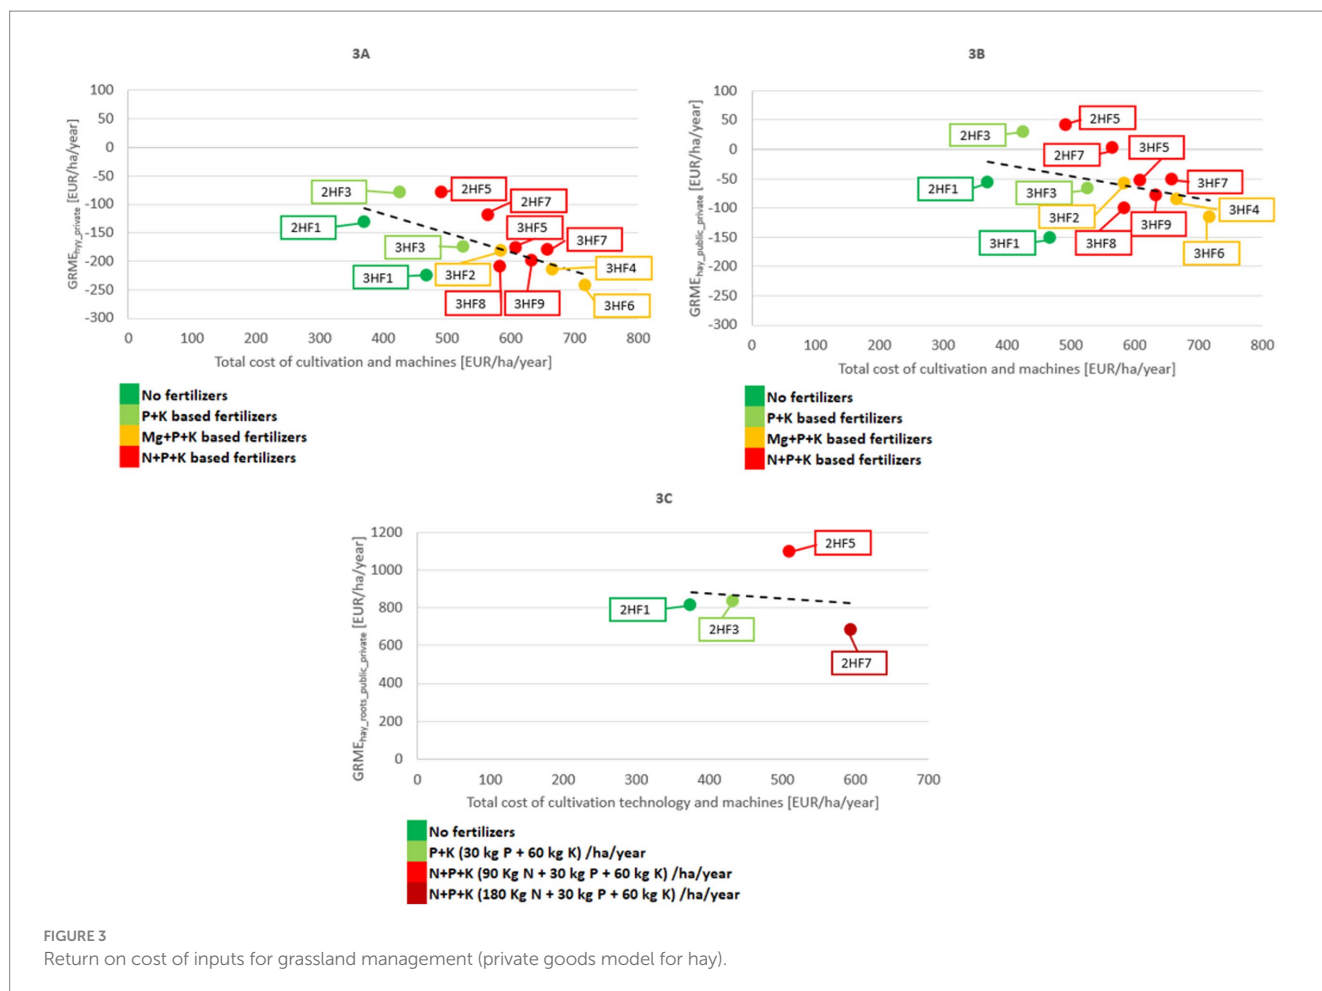 3A
GRME_hyy_private [EUR/ha/year]
100
50
0
-50
-100
-150
-200
-250
-300
0 100 200 300 400 500 600 700 800
2HF3
2HF5
2HF1
2HF7
3HF5
3HF3
3HF7
3HF1
3HF2
3HF4
3HF8
3HF9
3HF6
Total cost of cultivation and machines [EUR/ha/year]
No fertilizers
P+K based fertilizers
Mg+P+K based fertilizers
N+P+K based fertilizers
3B
GRME_hay_public_private [EUR/ha/year]
100
50
0
-50
-100
-150
-200
-250
-300
0 100 200 300 400 500 600 700 800
2HF5
2HF3
2HF7
3HF5
2HF1
3HF3
3HF7
3HF2
3HF4
3HF1
3HF8
3HF9
3HF6
Total cost of cultivation and machines [EUR/ha/year]
No fertilizers
P+K based fertilizers
Mg+P+K based fertilizers
N+P+K based fertilizers
3C
GRME_hay_roots_public_private [EUR/ha/year]
1200
1000
800
600
400
200
0
0 100 200 300 400 500 600 700
2HF5
2HF1
2HF3
2HF7
Total cost of cultivation technology and machines [EUR/ha/year]
No fertilizers
P+K (30 kg P + 60 kg K) /ha/year
N+P+K (90 Kg N + 30 kg P + 60 kg K) /ha/year
N+P+K (180 Kg N + 30 kg P + 60 kg K) /ha/year
FIGURE 3
Return on cost of inputs for grassland management (private goods model for hay).